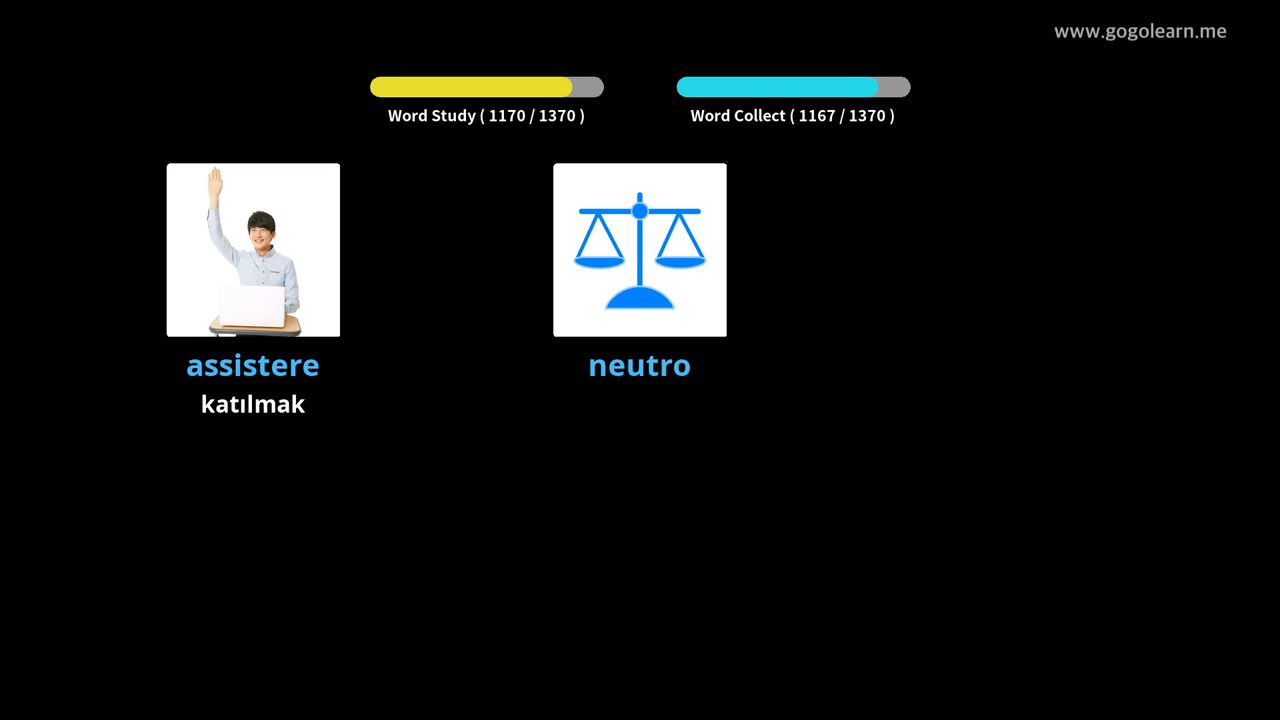 www.gogolearn.me
Word Study ( 1170 / 1370 )
Word Collect ( 1167 / 1370 )
assistere
katılmak
neutro